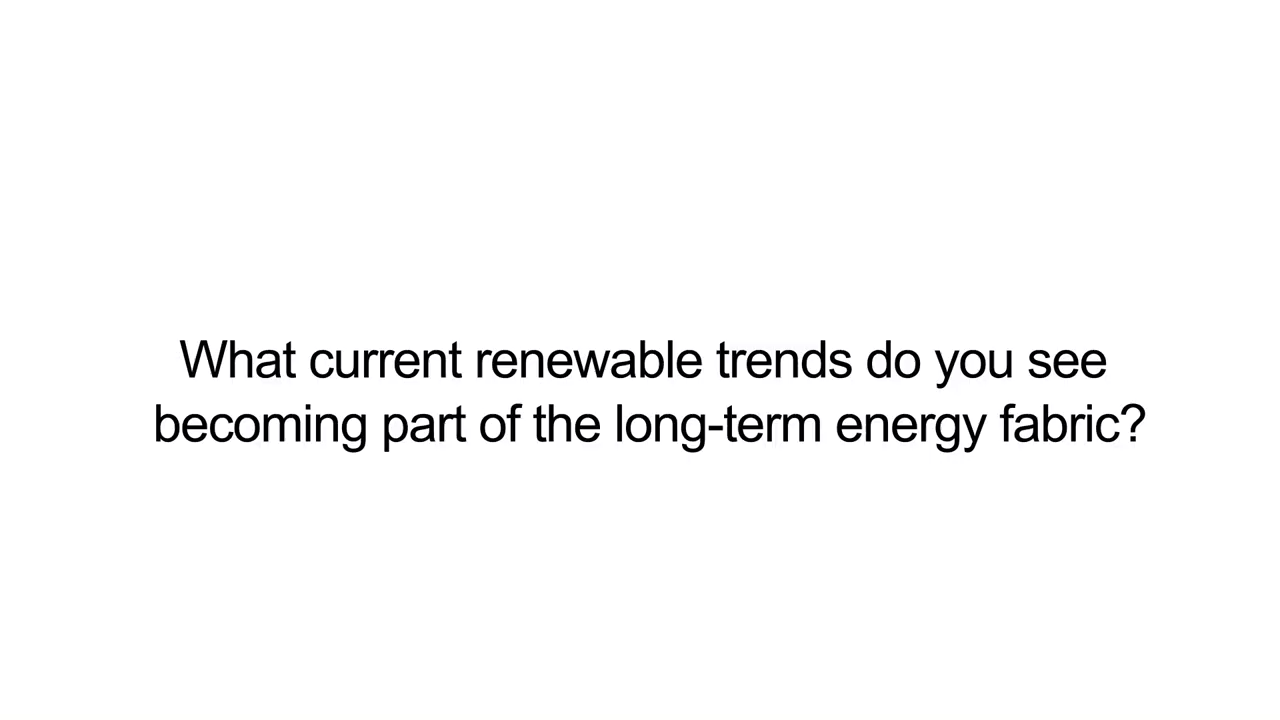 What current renewable trends do you see
becoming part of the long-term energy fabric?